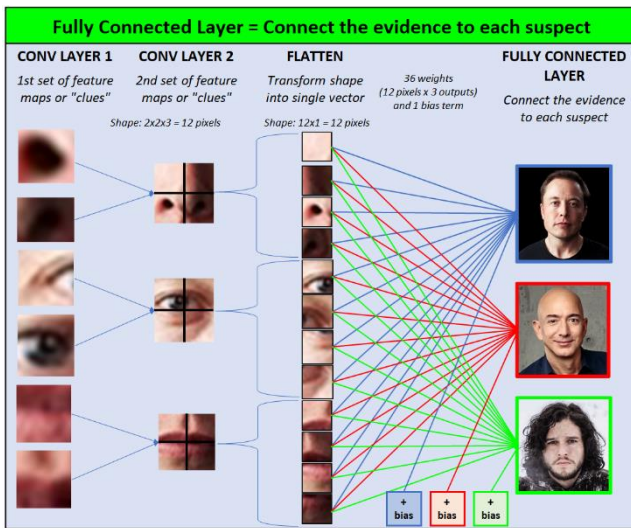 Fully Connected Layer = Connect the evidence to each suspect
CONV LAYER 1
1st set of feature
maps or "clues"
CONV LAYER 2
2nd set of feature
maps or "clues"
Shape: 2x2x3 = 12 pixels
FLATTEN
Transform shape
into single vector
Shape: 12x1 = 12 pixels
36 weights
(12 pixels x 3 outputs)
and 1 bias term
FULLY CONNECTED
LAYER
Connect the evidence
to each suspect
+
bias
+
bias
+
bias